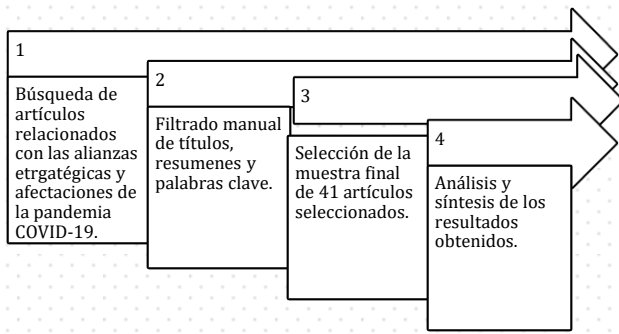 1
Búsqueda de
artículos
relacionados
con las alianzas
etrgatégicas y
afectaciones de
la pandemia
COVID-19.
2
Filtrado manual
de títulos,
resumenes y
palabras clave.
3
Selección de la
muestra final
de 41 artículos
seleccionados.
4
Análisis y
síntesis de los
resultados
obtenidos.